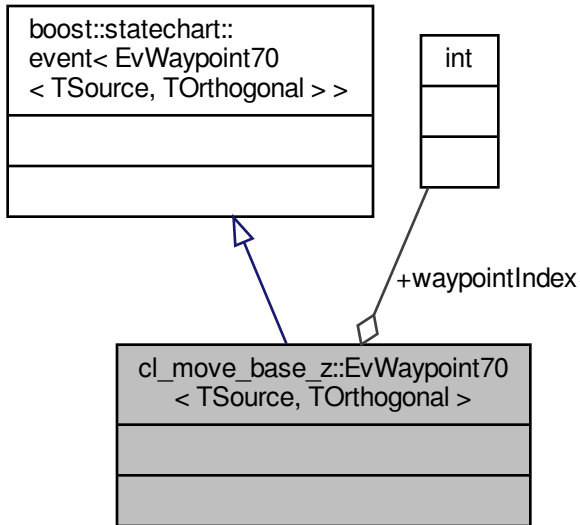 boost::statechart::
event< EvWaypoint70
< TSource, TOrthogonal > >
int
+waypointIndex
cl_move_base_z::EvWaypoint70
< TSource, TOrthogonal >